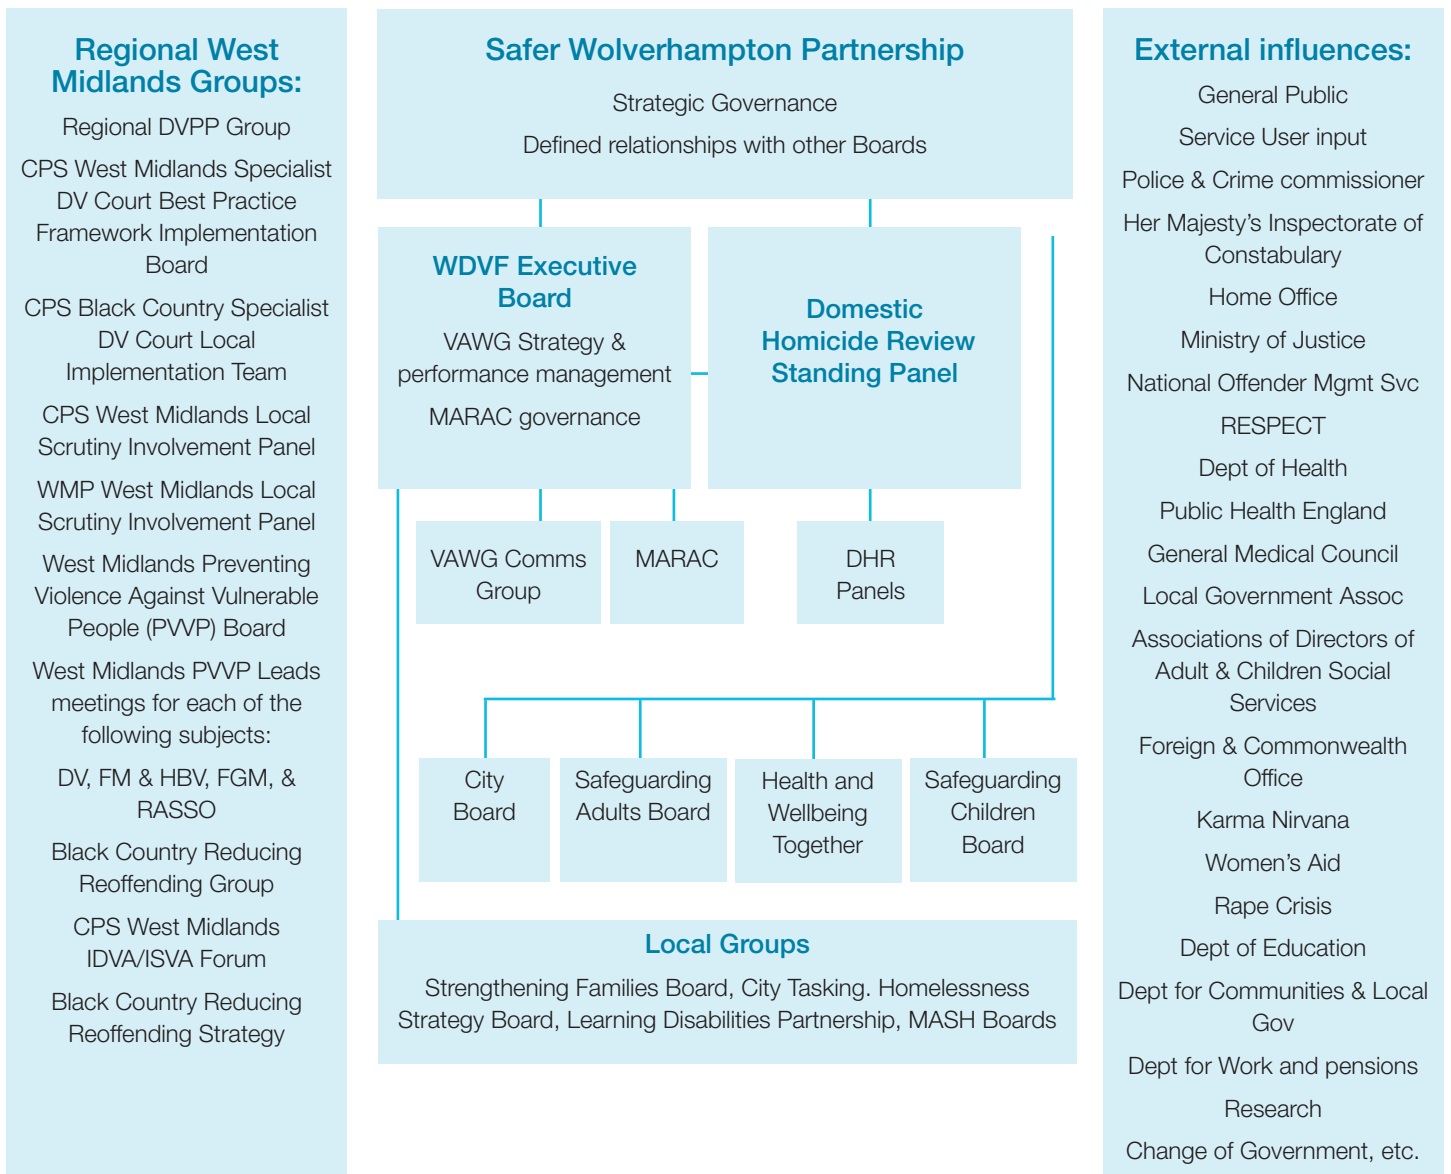 Regional West
Midlands Groups:
Regional DVPP Group
CPS West Midlands Specialist
DV Court Best Practice
Framework Implementation
Board
CPS Black Country Specialist
DV Court Local
Implementation Team
CPS West Midlands Local
Scrutiny Involvement Panel
WMP West Midlands Local
Scrutiny Involvement Panel
West Midlands Preventing
Violence Against Vulnerable
People (PVVP) Board
West Midlands PVVP Leads
meetings for each of the
following subjects:
DV, FM & HBV, FGM, &
RASSO
Black Country Reducing
Reoffending Group
CPS West Midlands
IDVA/ISVA Forum
Black Country Reducing
Reoffending Strategy
Safer Wolverhampton Partnership
Strategic Governance
Defined relationships with other Boards
WDVF Executive
Board
VAWG Strategy &
performance management
MARAC governance
Domestic
Homicide Review
Standing Panel
VAWG Comms
Group
MARAC
DHR
Panels
City
Board
Safeguarding
Adults Board
Health and
Wellbeing
Together
Safeguarding
Children
Board
Local Groups
Strengthening Families Board, City Tasking. Homelessness
Strategy Board, Learning Disabilities Partnership, MASH Boards
External influences:
General Public
Service User input
Police & Crime commissioner
Her Majesty's Inspectorate of
Constabulary
Home Office
Ministry of Justice
National Offender Mgmt Svc
RESPECT
Dept of Health
Public Health England
General Medical Council
Local Government Assoc
Associations of Directors of
Adult & Children Social
Services
Foreign & Commonwealth
Office
Karma Nirvana
Women's Aid
Rape Crisis
Dept of Education
Dept for Communities & Local
Gov
Dept for Work and pensions
Research
Change of Government, etc.